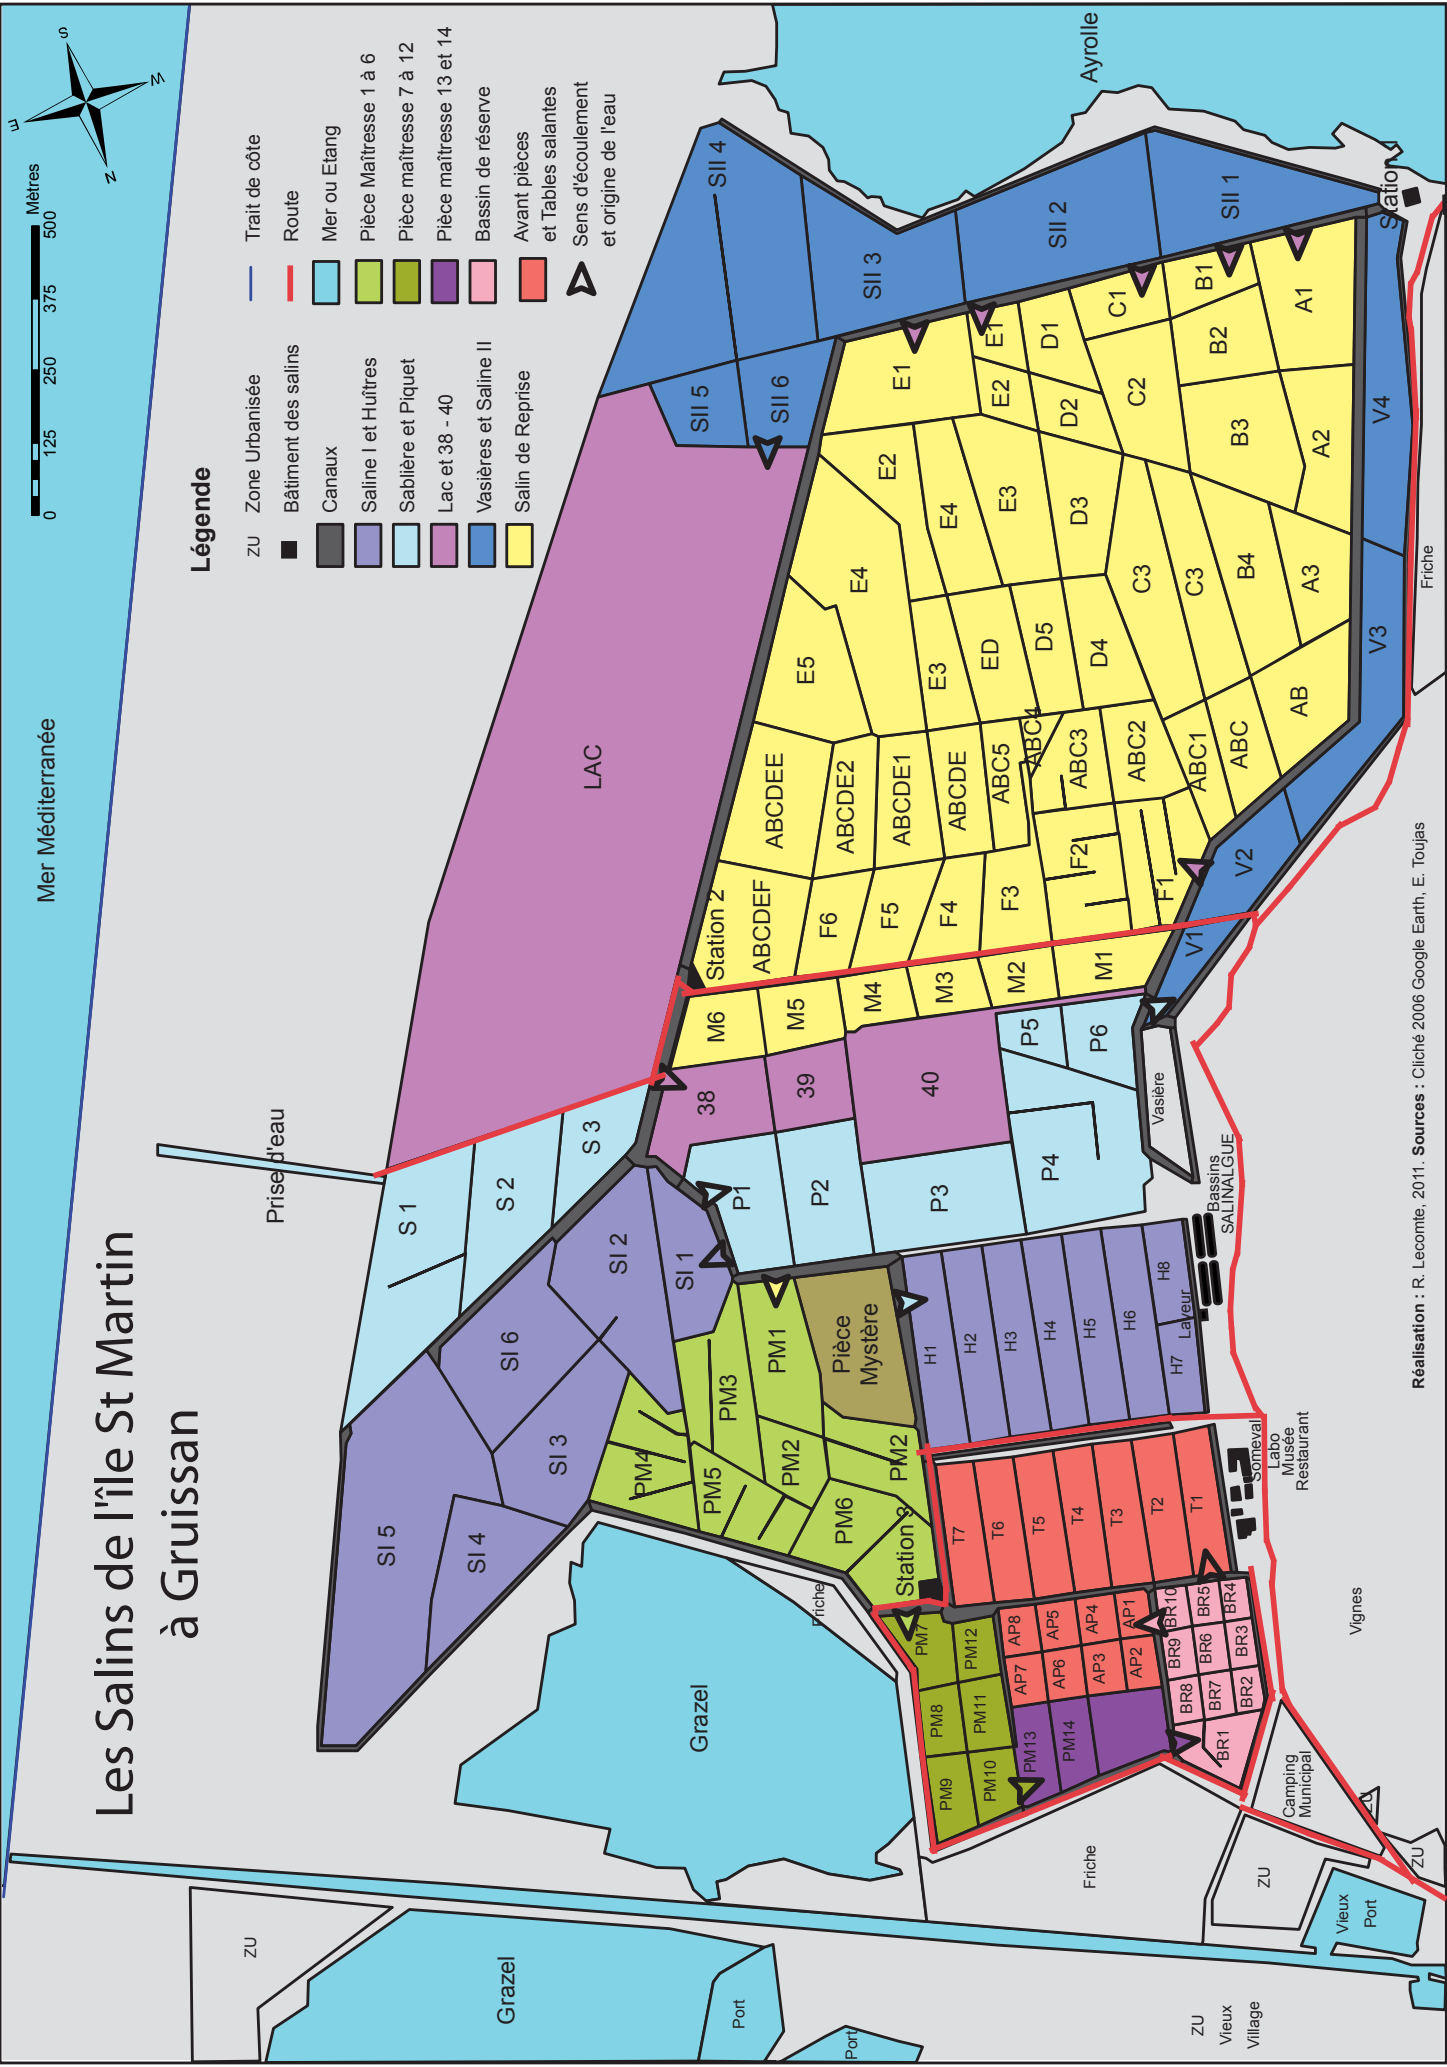 Les Salins de l'île St Martin
à Gruissan
Mer Méditerranée
Prise d'eau
Légende
ZU
Zone Urbanisée
Bâtiment des salins
Canaux
Saline I et Huîtres
Sablière et Piquet
Lac et 38 - 40
Vasières et Saline II
Salin de Reprise
Trait de côte
Route
Mer ou Etang
Pièce Maîtresse 1 à 6
Pièce maîtresse 7 à 12
Pièce maîtresse 13 et 14
Bassin de réserve
Avant pièces
et Tables salantes
Sens d'écoulement
et origine de l'eau
0
125
250
375
500
Mètres
N
E
S
W
ZU
Grazel
Port
Port
Grazel
Friche
SI 5
SI 4
SI 3
SI 6
SI 2
SI 1
S 1
S 2
S 3
LAC
SII 5
SII 6
SII 4
SII 3
SII 2
SII 1
Ayrolle
Station 1
PM4
PM5
PM3
PM1
PM2
PM2
PM6
Pièce
Mystère
Station 3
P1
P2
P3
P4
P5
P6
38
39
40
M6
M5
M4
M3
M2
M1
Station 2
ABCDEF
F6
F5
F4
F3
F2
F1
ABCDEE
ABCDE2
ABCDE1
ABCDE
ABC5
ABC4
ABC3
ABC2
ABC1
ABC
AB
E5
E4
E3
ED
D5
D4
E2
E4
E3
D3
C3
C3
B4
A3
E1
E1
E2
D1
D2
C1
C2
B1
B2
B3
A1
A2
V1
V2
V3
V4
Vasière
Friche
H1
H2
H3
H4
H5
H6
H7
H8
Laveur
Bassins
SALINALGUE
T7
T6
T5
T4
T3
T2
T1
Someval
Labo
Musée
Restaurant
PM7
PM12
PM8
PM11
PM9
PM10
PM13
PM14
AP8
AP5
AP4
AP1
AP7
AP6
AP3
AP2
BR10
BR5
BR4
BR9
BR6
BR3
BR8
BR7
BR2
BR1
Vignes
Camping
Municipal
Friche
ZU
ZU
ZU
Vieux
Port
ZU
Vieux
Village
Réalisation : R. Lecomte, 2011. Sources : Cliché 2006 Google Earth, E. Toujas